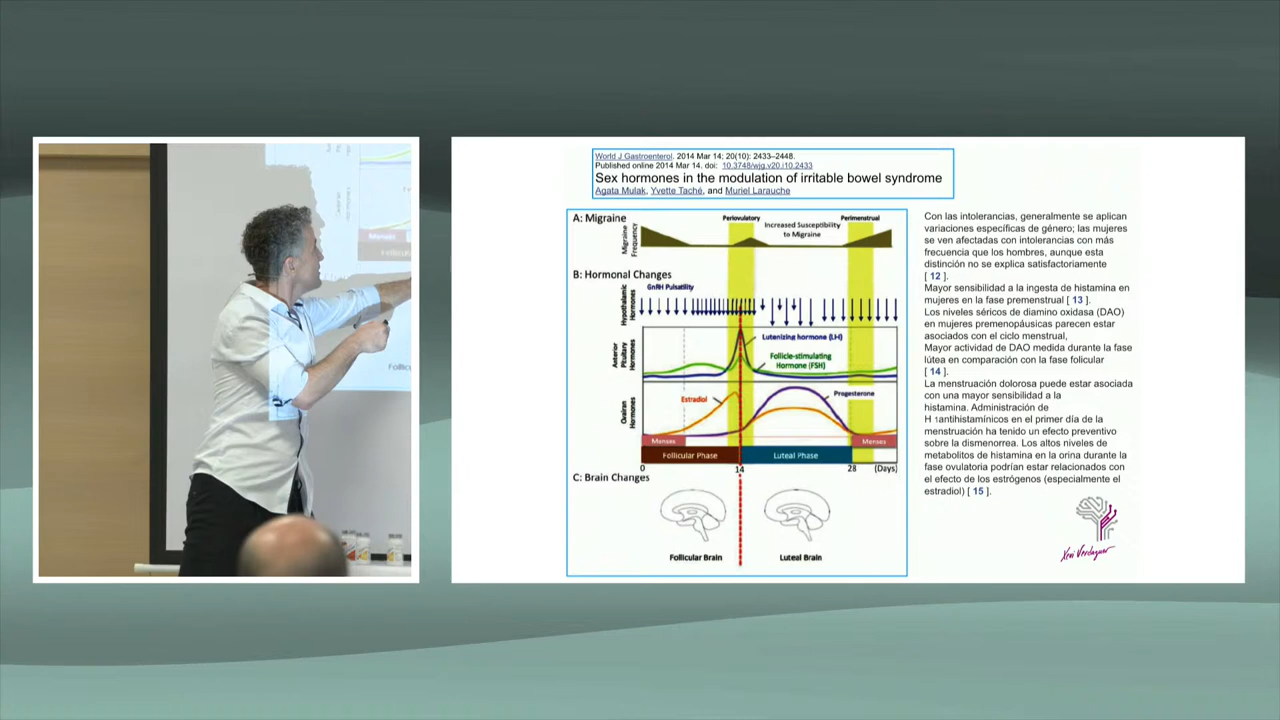 World J Gastroenterol. 2014 Mar 14; 20(10): 2433–2448.
Published online 2014 Mar 14. doi: 10.3748/wjg.v20.i10.2433
Sex hormones in the modulation of irritable bowel syndrome
Agata Mulak, Yvette Taché, and Muriel Larauche
A: Migraine
Periovulatory
Perimenstrual
Increased Susceptibility
to Migraine
Migraine
Frequency
B: Hormonal Changes
GnRH Pulsatility
Hypothalamic
Hormones
Anterior
Pituitary
Hormones
Lutenizing hormone (LH)
Follicle-stimulating
Hormone (FSH)
Ovarian
Hormones
Estradiol
Progesterone
Menses
Menses
Follicular Phase
Luteal Phase
0
14
28
(Days)
C: Brain Changes
Follicular Brain
Luteal Brain
Con las intolerancias, generalmente se aplican
variaciones específicas de género; las mujeres
se ven afectadas con intolerancias con más
frecuencia que los hombres, aunque esta
distinción no se explica satisfactoriamente
[ 12 ].
Mayor sensibilidad a la ingesta de histamina en
mujeres en la fase premenstrual [ 13 ].
Los niveles séricos de diamino oxidasa (DAO)
en mujeres premenopáusicas parecen estar
asociados con el ciclo menstrual,
Mayor actividad de DAO medida durante la fase
lútea en comparación con la fase folicular
[ 14 ].
La menstruación dolorosa puede estar asociada
con una mayor sensibilidad a la
histamina. Administración de
H 1antihistamínicos en el primer día de la
menstruación ha tenido un efecto preventivo
sobre la dismenorrea. Los altos niveles de
metabolitos de histamina en la orina durante la
fase ovulatoria podrían estar relacionados con
el efecto de los estrógenos (especialmente el
estradiol) [ 15 ].
Xevi Verdaguer
Menses